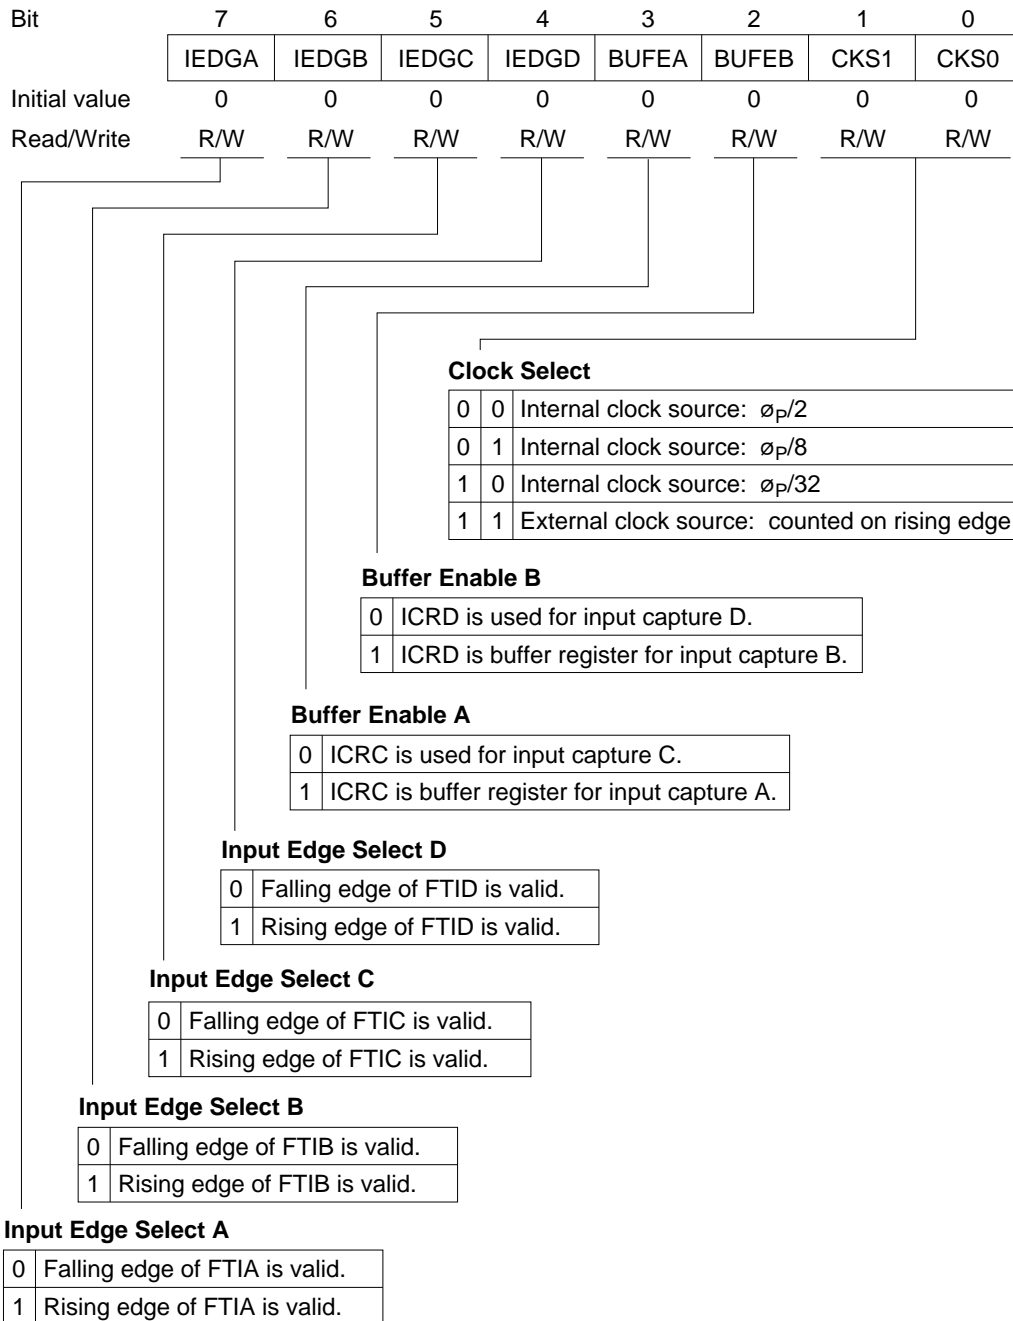 Bit 7 6 5 4 3 2 1 0
IEDGA IEDGB IEDGC IEDGD BUFEA BUFEB CKS1 CKS0
Initial value 0 0 0 0 0 0 0 0
Read/Write R/W R/W R/W R/W R/W R/W R/W R/W
Clock Select
0 0 Internal clock source: øP/2
0 1 Internal clock source: øP/8
1 0 Internal clock source: øP/32
1 1 External clock source: counted on rising edge
Buffer Enable B
0 ICRD is used for input capture D.
1 ICRD is buffer register for input capture B.
Buffer Enable A
0 ICRC is used for input capture C.
1 ICRC is buffer register for input capture A.
Input Edge Select D
0 Falling edge of FTID is valid.
1 Rising edge of FTID is valid.
Input Edge Select C
0 Falling edge of FTIC is valid.
1 Rising edge of FTIC is valid.
Input Edge Select B
0 Falling edge of FTIB is valid.
1 Rising edge of FTIB is valid.
Input Edge Select A
0 Falling edge of FTIA is valid.
1 Rising edge of FTIA is valid.